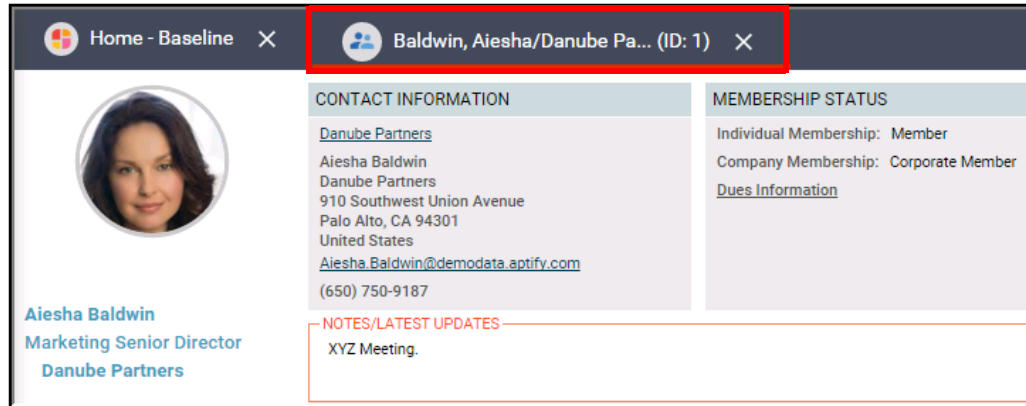 Home - Baseline
Baldwin, Aiesha/Danube Pa... (ID: 1)
Aiesha Baldwin
Marketing Senior Director
Danube Partners
CONTACT INFORMATION
Danube Partners
Aiesha Baldwin
Danube Partners
910 Southwest Union Avenue
Palo Alto, CA 94301
United States
Aiesha.Baldwin@demodata.aptify.com
(650) 750-9187
MEMBERSHIP STATUS
Individual Membership: Member
Company Membership: Corporate Member
Dues Information
NOTES/LATEST UPDATES
XYZ Meeting.